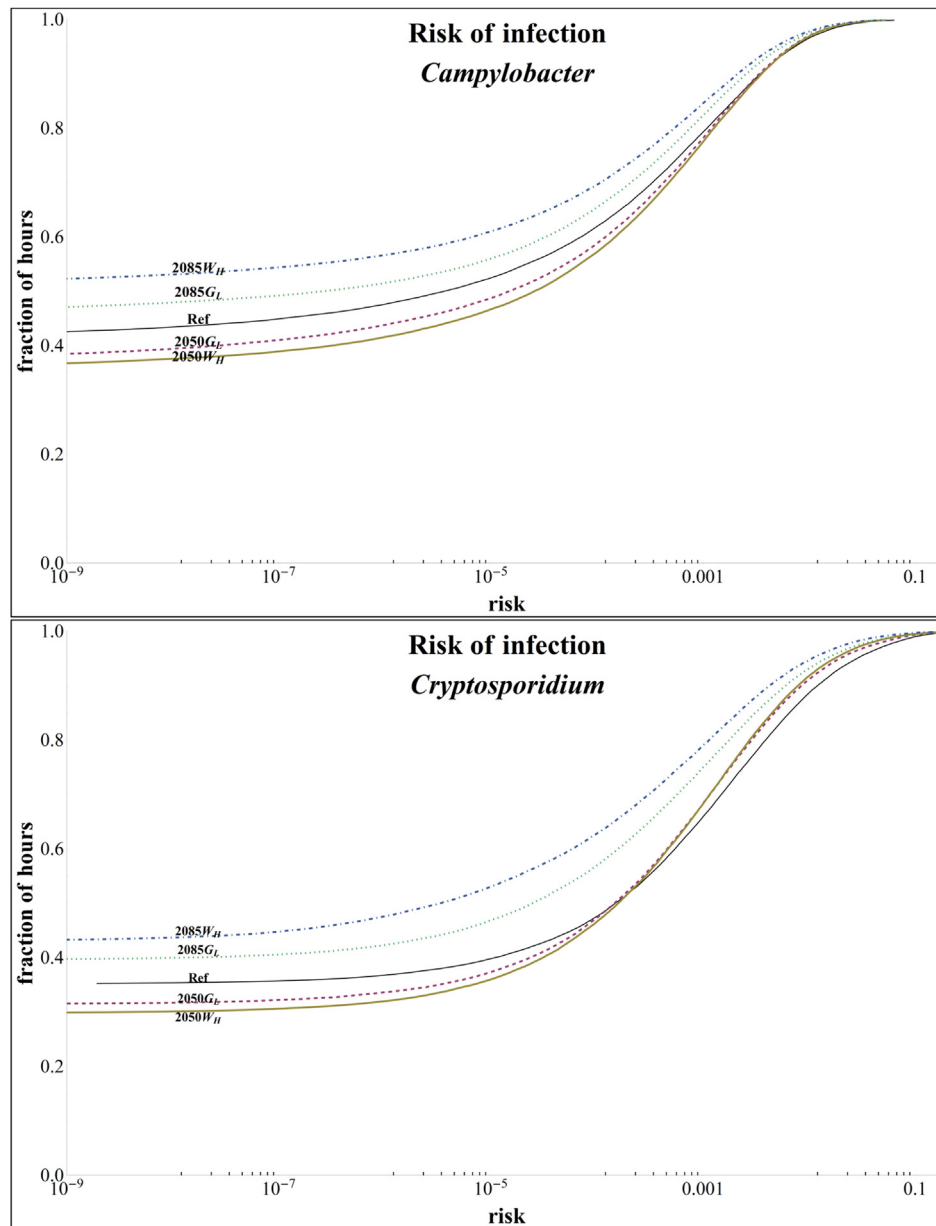 Risk of infection
Campylobacter
fraction of hours
1.0
0.8
0.6
0.4
0.2
0.0
2085W_H
2085G_L
Ref
2050G_L
2050W_H
10⁻⁹ 10⁻⁷ 10⁻⁵ 0.001 0.1
risk
Risk of infection
Cryptosporidium
fraction of hours
1.0
0.8
0.6
0.4
0.2
0.0
2085W_H
2085G_L
Ref
2050G_L
2050W_H
10⁻⁹ 10⁻⁷ 10⁻⁵ 0.001 0.1
risk